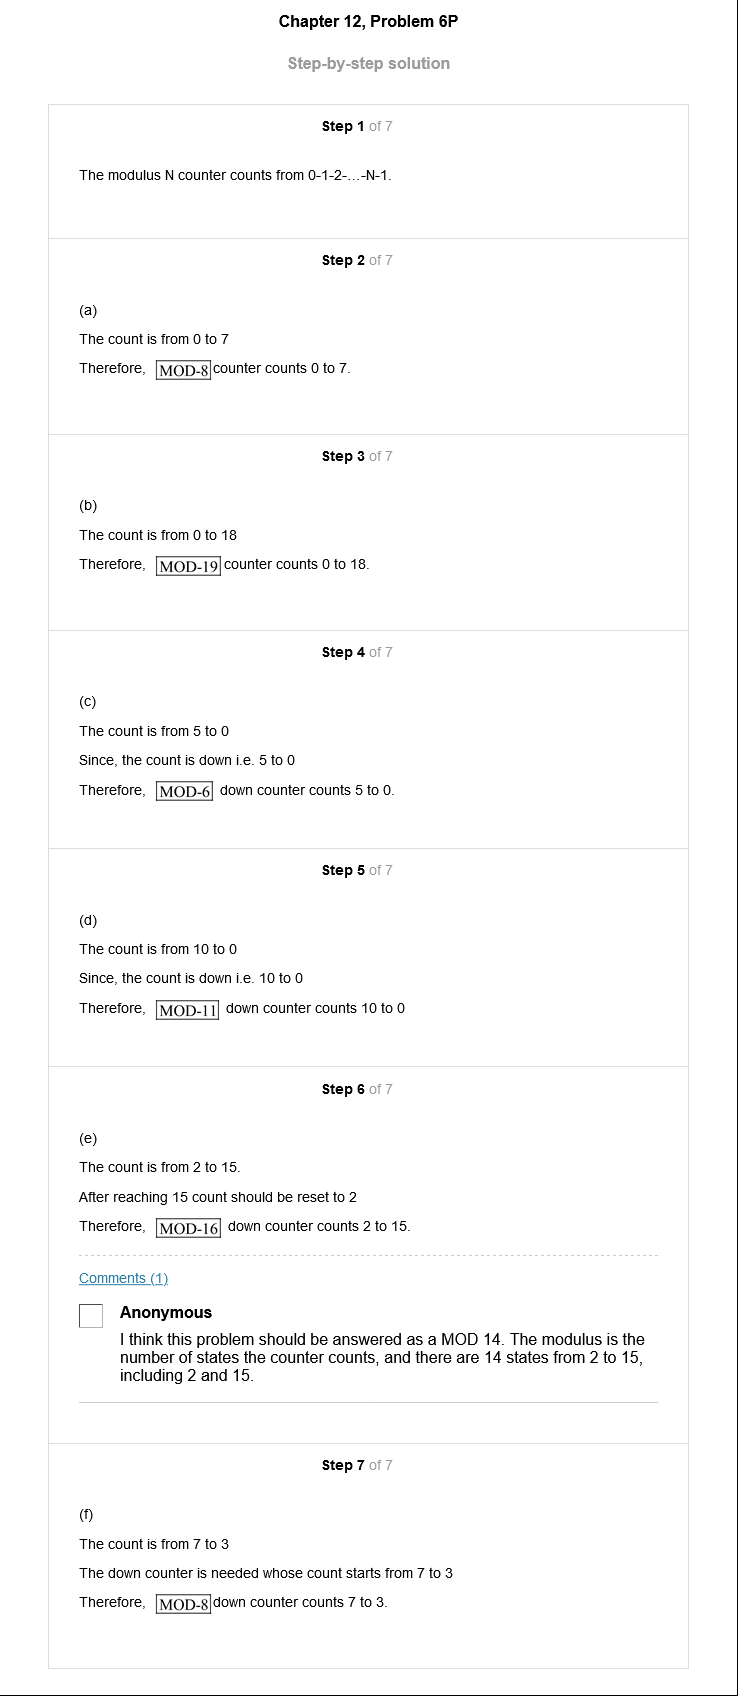 Chapter 12, Problem 6P
Step-by-step solution
Step 1 of 7
The modulus N counter counts from 0-1-2-...-N-1.
Step 2 of 7
(a)
The count is from 0 to 7
Therefore, MOD-8 counter counts 0 to 7.
Step 3 of 7
(b)
The count is from 0 to 18
Therefore, MOD-19 counter counts 0 to 18.
Step 4 of 7
(c)
The count is from 5 to 0
Since, the count is down i.e. 5 to 0
Therefore, MOD-6 down counter counts 5 to 0.
Step 5 of 7
(d)
The count is from 10 to 0
Since, the count is down i.e. 10 to 0
Therefore, MOD-11 down counter counts 10 to 0
Step 6 of 7
(e)
The count is from 2 to 15.
After reaching 15 count should be reset to 2
Therefore, MOD-16 down counter counts 2 to 15.
Comments (1)
Anonymous
I think this problem should be answered as a MOD 14. The modulus is the
number of states the counter counts, and there are 14 states from 2 to 15,
including 2 and 15.
Step 7 of 7
(f)
The count is from 7 to 3
The down counter is needed whose count starts from 7 to 3
Therefore, MOD-8 down counter counts 7 to 3.